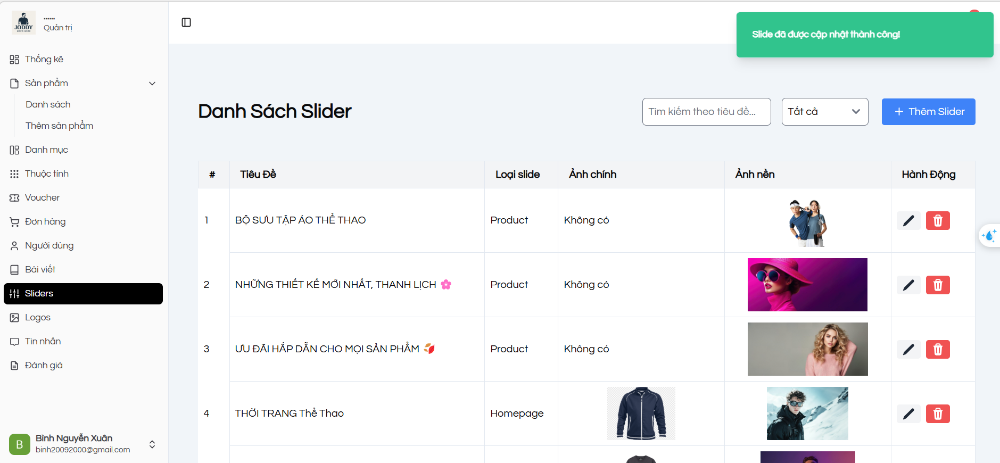 JODDY
MEN'S WEAR
......
Quản trị
Slide đã được cập nhật thành công!
Thống kê
Sản phẩm
Danh sách
Thêm sản phẩm
Danh mục
Thuộc tính
Voucher
Đơn hàng
Người dùng
Bài viết
Sliders
Logos
Tin nhắn
Đánh giá
B
Bình Nguyễn Xuân
binh20092000@gmail.com
Danh Sách Slider
Tìm kiếm theo tiêu đề...
Tất cả
+ Thêm Slider
# Tiêu Đề Loại slide Ảnh chính Ảnh nền Hành Động
1 BỘ SƯU TẬP ÁO THỂ THAO Product Không có
2 NHỮNG THIẾT KẾ MỚI NHẤT, THANH LỊCH 🌸 Product Không có
3 ƯU ĐÃI HẤP DẪN CHO MỌI SẢN PHẨM 🍂 Product Không có
4 THỜI TRANG Thể Thao Homepage